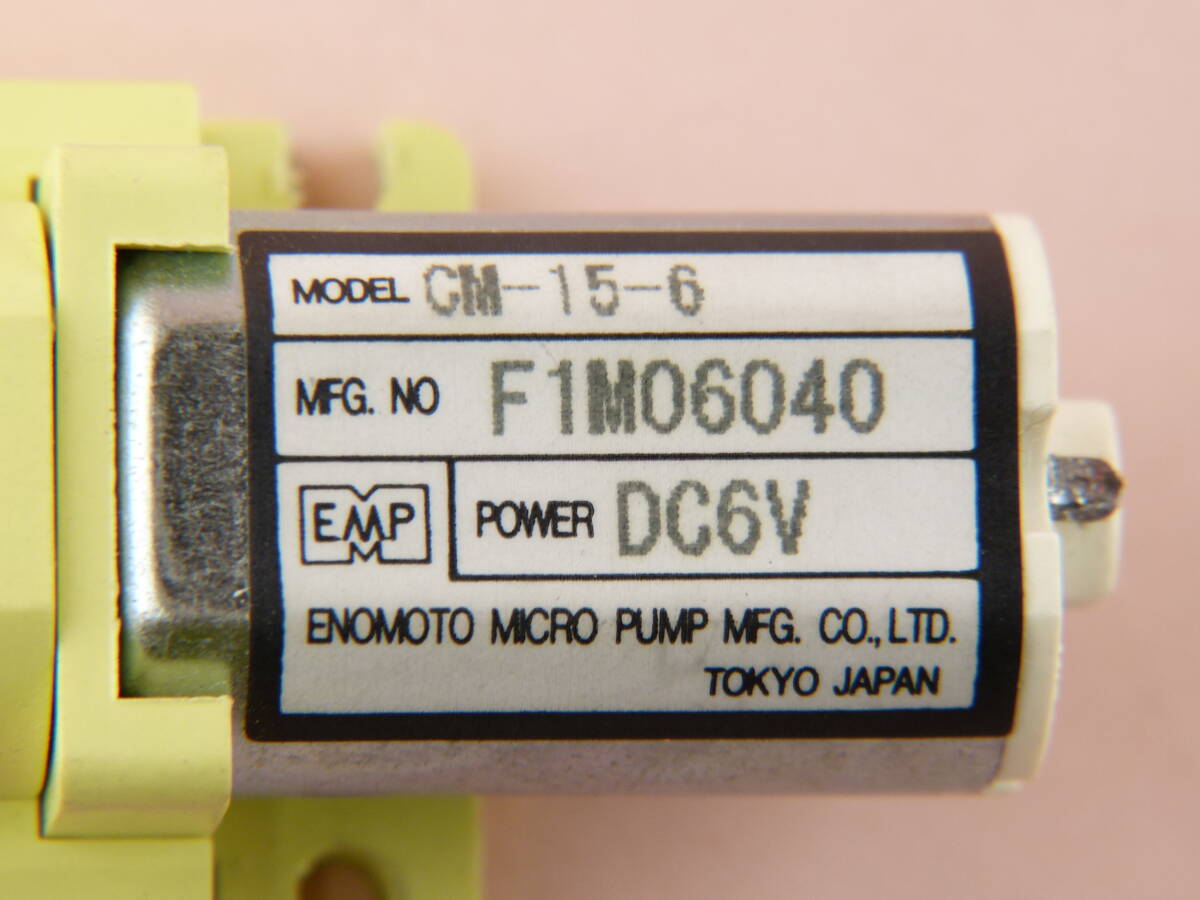 MODEL CM-15-6
MFG. NO F1M06040
EMP POWER DC6V
ENOMOTO MICRO PUMP MFG. CO., LTD.
TOKYO JAPAN